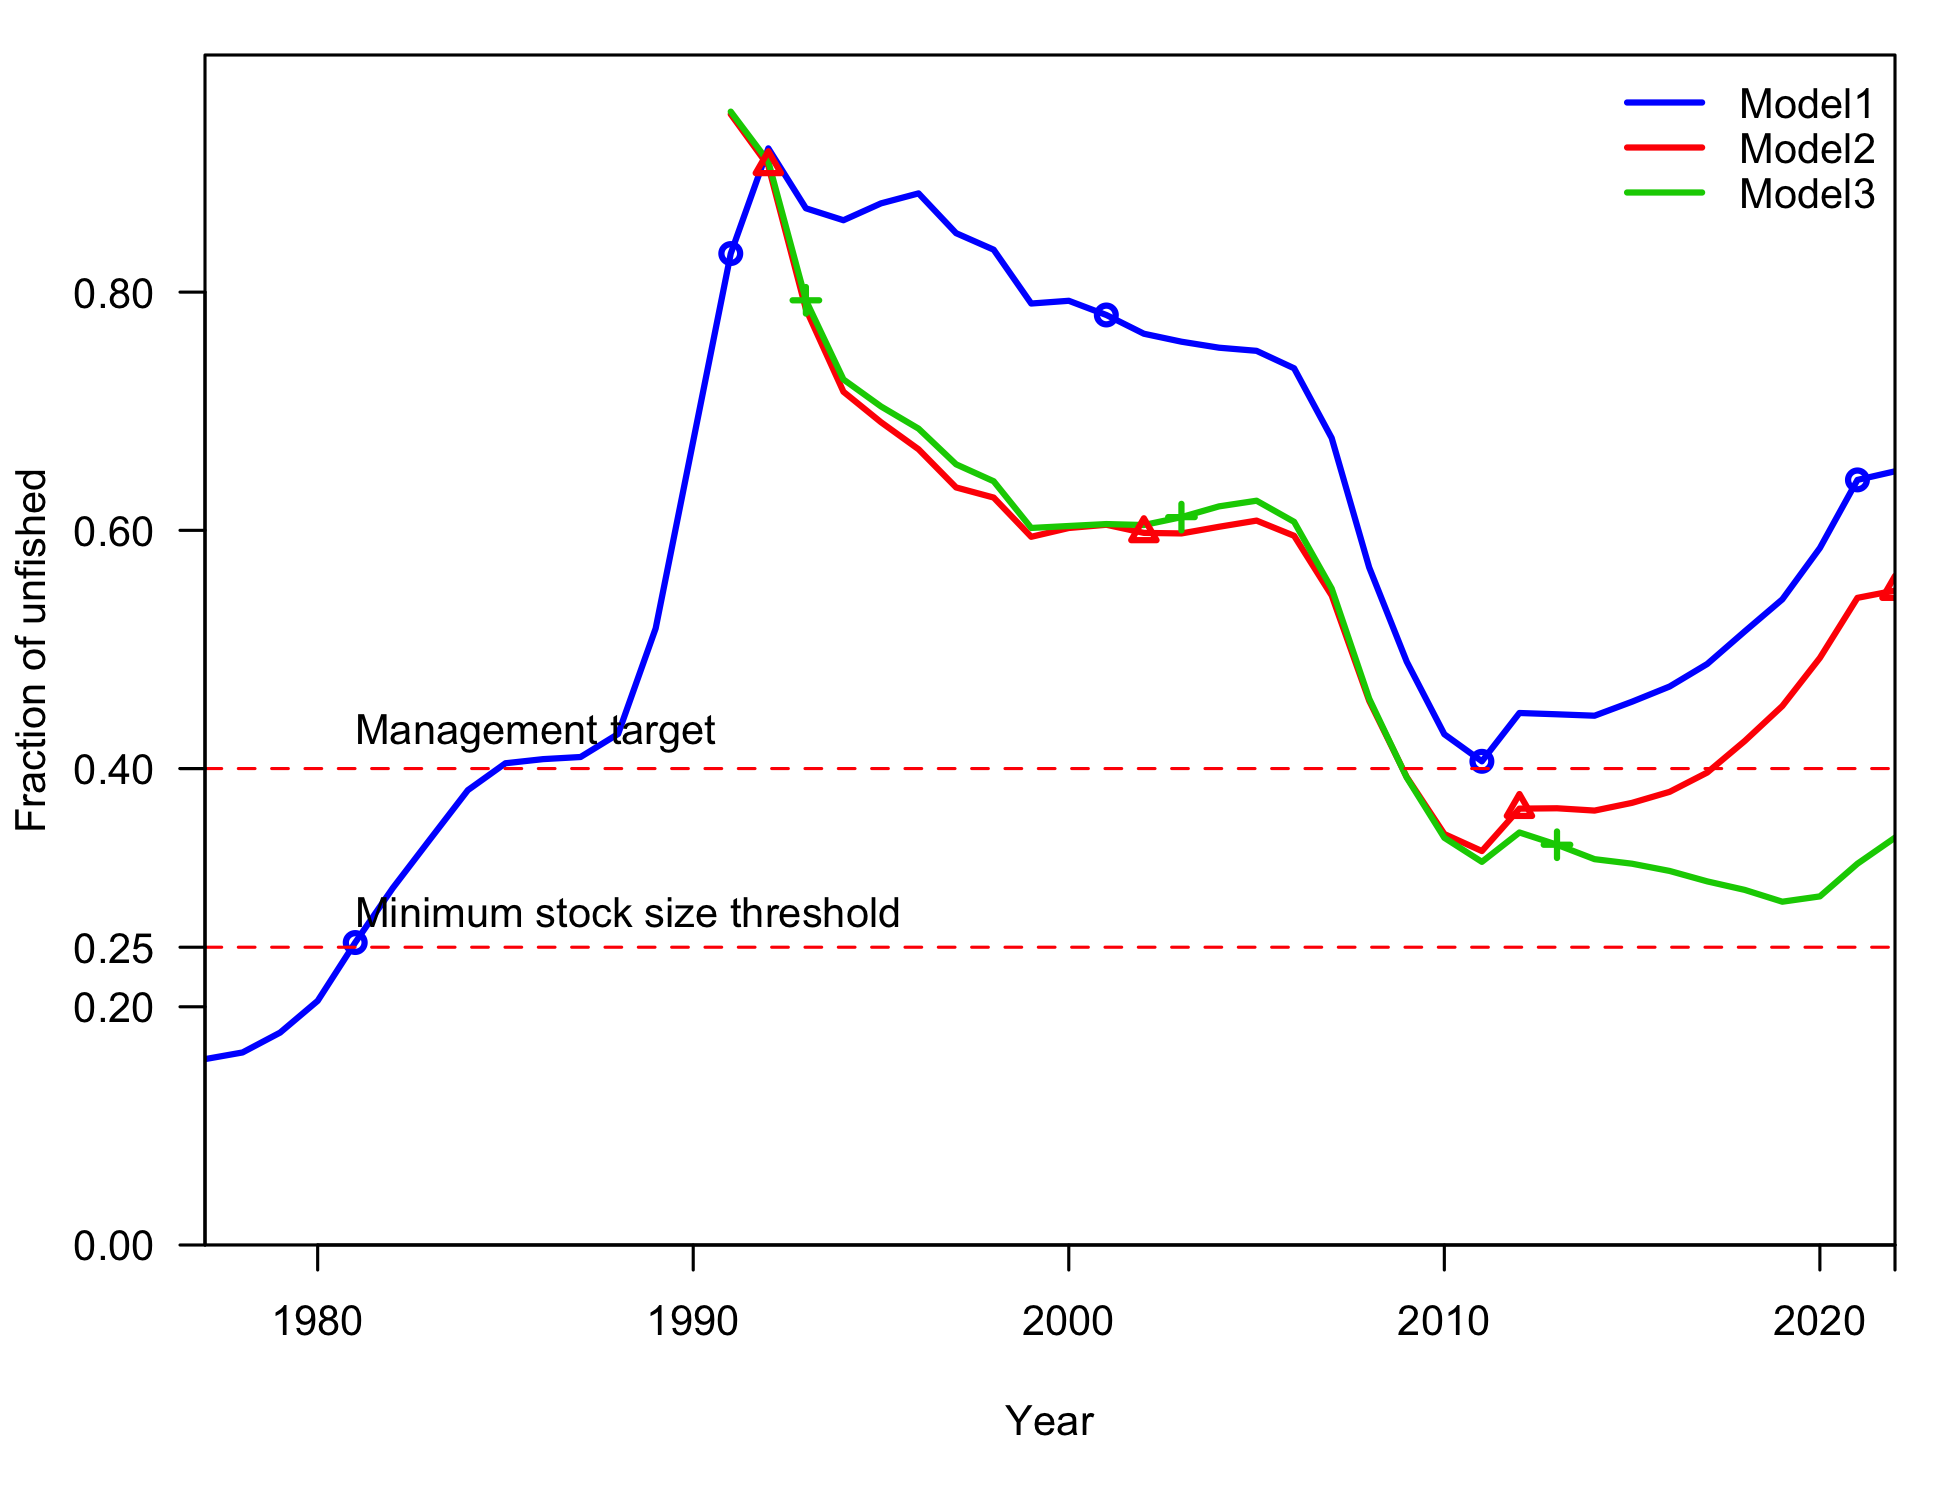 Model1
Model2
Model3
Fraction of unfished
0.80
0.60
0.40
0.25
0.20
0.00
Management target
Minimum stock size threshold
1980
1990
2000
2010
2020
Year